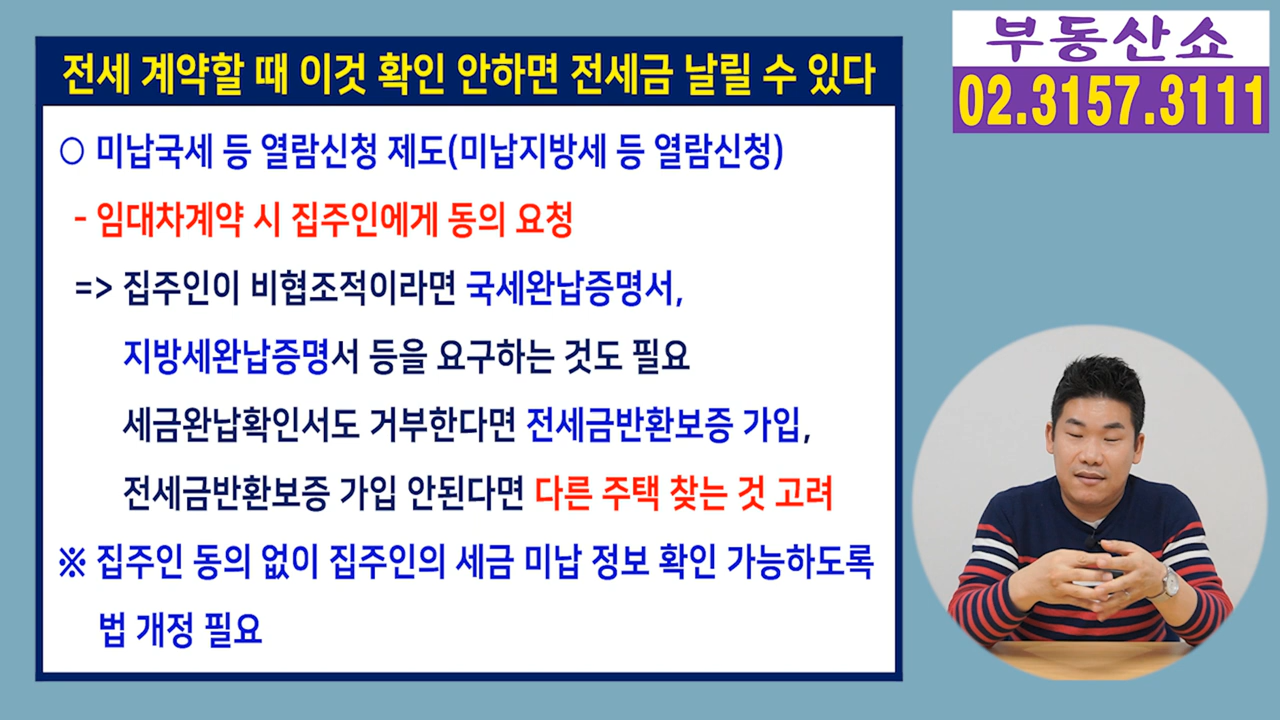 전세 계약할 때 이것 확인 안하면 전세금 날릴 수 있다
부동산쇼
02.3157.3111
○ 미납국세 등 열람신청 제도(미납지방세 등 열람신청)
- 임대차계약 시 집주인에게 동의 요청
=> 집주인이 비협조적이라면 국세완납증명서,
지방세완납증명서 등을 요구하는 것도 필요
세금완납확인서도 거부한다면 전세금반환보증 가입,
전세금반환보증 가입 안된다면 다른 주택 찾는 것 고려
※ 집주인 동의 없이 집주인의 세금 미납 정보 확인 가능하도록
법 개정 필요